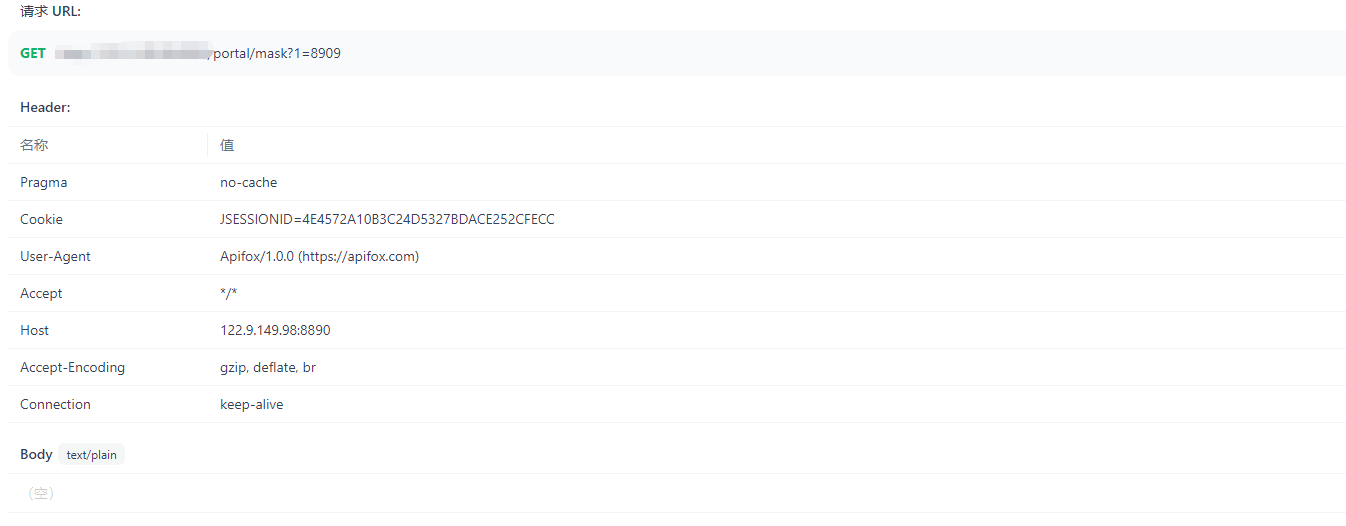 请求 URL:
GET /portal/mask?1=8909
Header:
名称 值
Pragma no-cache
Cookie JSESSIONID=4E4572A10B3C24D5327BDACE252CFECC
User-Agent Apifox/1.0.0 (https://apifox.com)
Accept */*
Host 122.9.149.98:8890
Accept-Encoding gzip, deflate, br
Connection keep-alive
Body text/plain
（空）